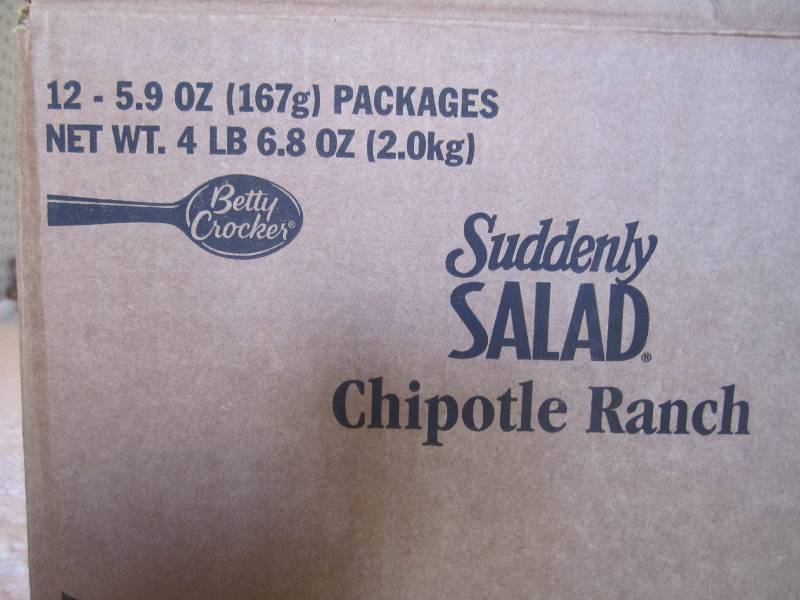 12 - 5.9 OZ (167g) PACKAGES
NET WT. 4 LB 6.8 OZ (2.0kg)
Betty
Crocker®
Suddenly
SALAD®
Chipotle Ranch